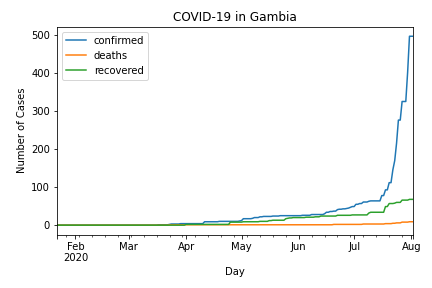 COVID-19 in Gambia
confirmed
deaths
recovered
Number of Cases
500
400
300
200
100
0
Feb
2020
Mar
Apr
May
Jun
Jul
Aug
Day